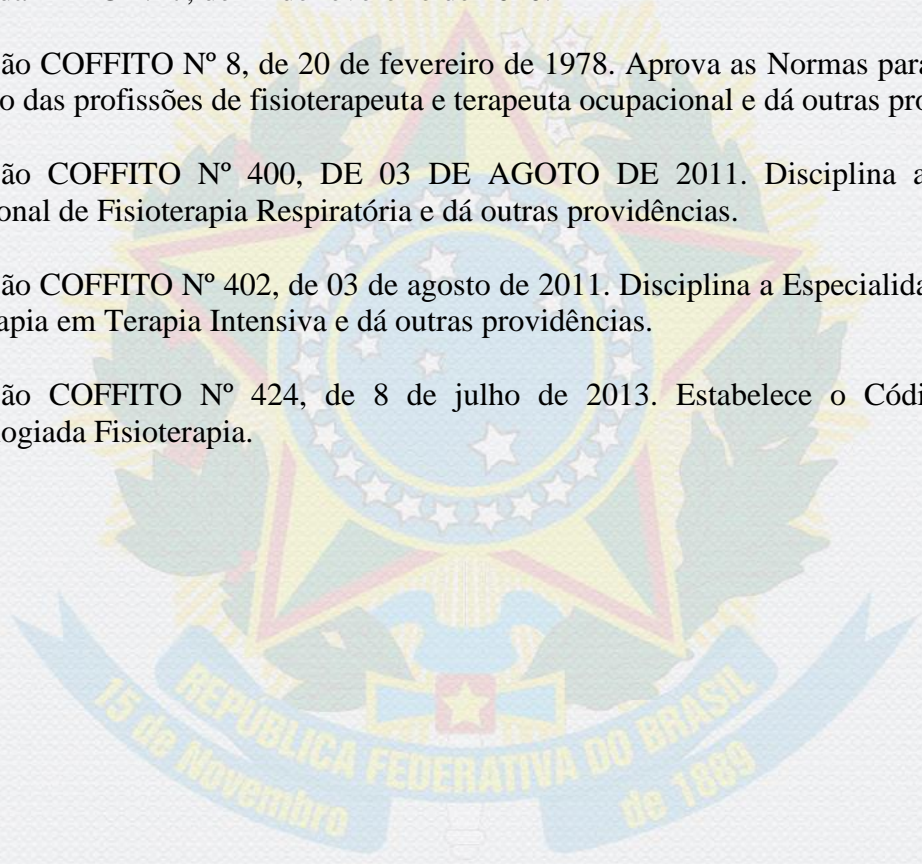 ão COFFITO Nº 8, de 20 de fevereiro de 1978. Aprova as Normas para
o das profissões de fisioterapeuta e terapeuta ocupacional e dá outras pro
ão COFFITO Nº 400, DE 03 DE AGOTO DE 2011. Disciplina a
onal de Fisioterapia Respiratória e dá outras providências.
ão COFFITO Nº 402, de 03 de agosto de 2011. Disciplina a Especialida
apia em Terapia Intensiva e dá outras providências.
ão COFFITO Nº 424, de 8 de julho de 2013. Estabelece o Códi
ogiada Fisioterapia.
REPÚBLICA FEDERATIVA DO BRASIL
15 de Novembro
de 1889